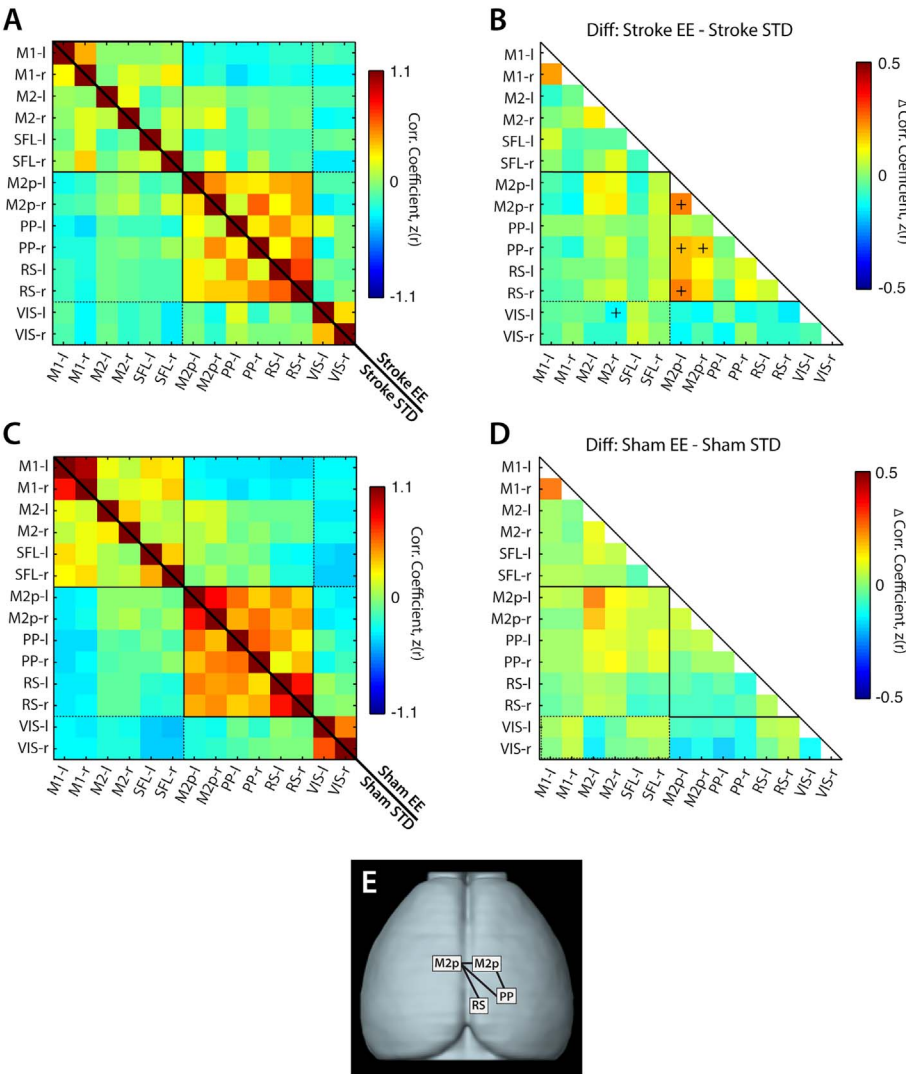 A
M1-l
M1-r
M2-l
M2-r
SFL-l
SFL-r
M2p-l
M2p-r
PP-l
PP-r
RS-l
RS-r
VIS-l
VIS-r
M1-l M1-r M2-l M2-r SFL-l SFL-r M2p-l M2p-r PP-l PP-r RS-l RS-r VIS-l VIS-r
Stroke EE
Stroke STD
1.1
0
-1.1
Corr. Coefficient, z(r)
B
Diff: Stroke EE - Stroke STD
M1-l
M1-r
M2-l
M2-r
SFL-l
SFL-r
M2p-l
M2p-r
+
PP-l
PP-r
+ +
RS-l
RS-r
+
VIS-l
+
VIS-r
M1-l M1-r M2-l M2-r SFL-l SFL-r M2p-l M2p-r PP-l PP-r RS-l RS-r VIS-l VIS-r
0.5
0
-0.5
Δ Corr. Coefficient, z(r)
C
M1-l
M1-r
M2-l
M2-r
SFL-l
SFL-r
M2p-l
M2p-r
PP-l
PP-r
RS-l
RS-r
VIS-l
VIS-r
M1-l M1-r M2-l M2-r SFL-l SFL-r M2p-l M2p-r PP-l PP-r RS-l RS-r VIS-l VIS-r
Sham EE
Sham STD
1.1
0
-1.1
Corr. Coefficient, z(r)
D
Diff: Sham EE - Sham STD
M1-l
M1-r
M2-l
M2-r
SFL-l
SFL-r
M2p-l
M2p-r
PP-l
PP-r
RS-l
RS-r
VIS-l
VIS-r
M1-l M1-r M2-l M2-r SFL-l SFL-r M2p-l M2p-r PP-l PP-r RS-l RS-r VIS-l VIS-r
0.5
0
-0.5
Δ Corr. Coefficient, z(r)
E
M2p M2p
RS PP